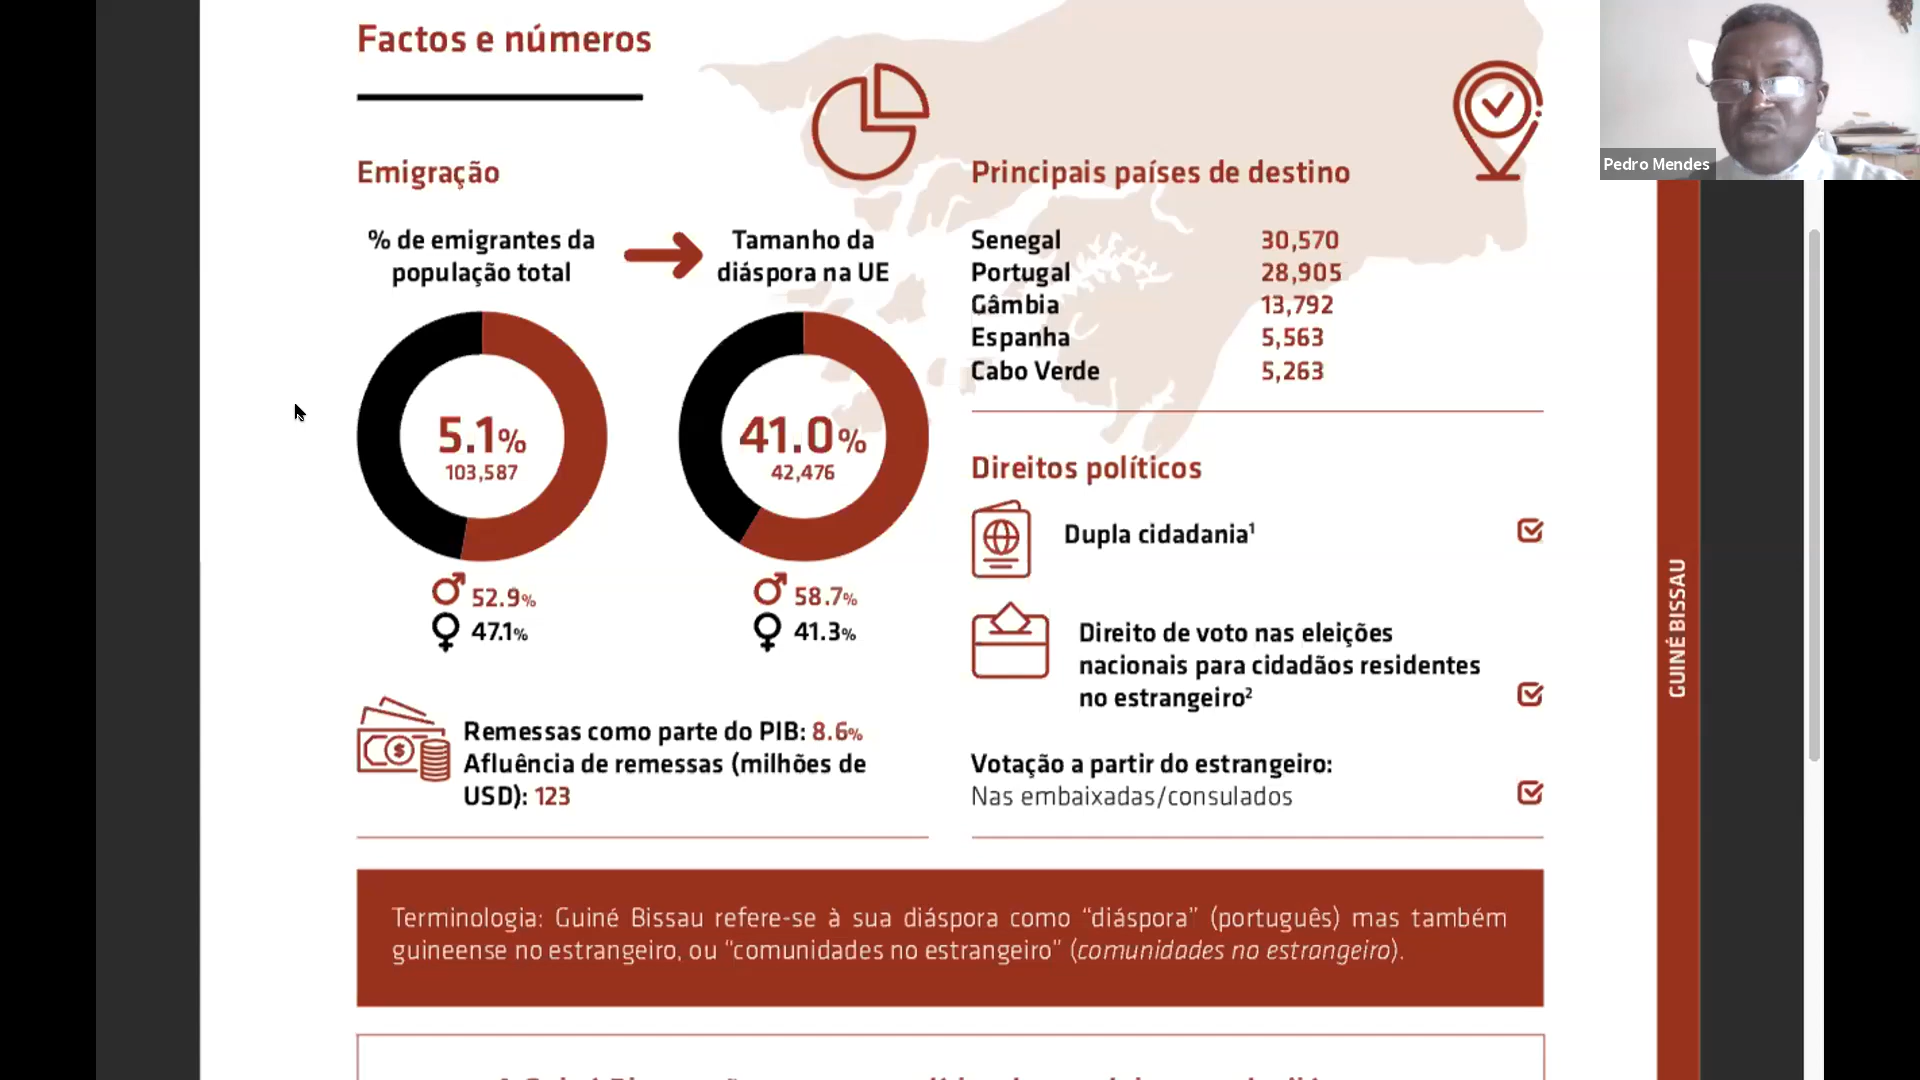 Factos e números
Emigração
% de emigrantes da
população total
Tamanho da
diáspora na UE
5.1%
103,587
41.0%
42,476
♂ 52.9%
♀ 47.1%
♂ 58.7%
♀ 41.3%
Remessas como parte do PIB: 8.6%
Afluência de remessas (milhões de
USD): 123
Principais países de destino
Senegal 30,570
Portugal 28,905
Gâmbia 13,792
Espanha 5,563
Cabo Verde 5,263
Direitos políticos
Dupla cidadania¹
Direito de voto nas eleições
nacionais para cidadãos residentes
no estrangeiro²
Votação a partir do estrangeiro:
Nas embaixadas/consulados
Terminologia: Guiné Bissau refere-se à sua diáspora como “diáspora” (português) mas também
guineense no estrangeiro, ou “comunidades no estrangeiro” (comunidades no estrangeiro).
GUINÉ BISSAU
Pedro Mendes